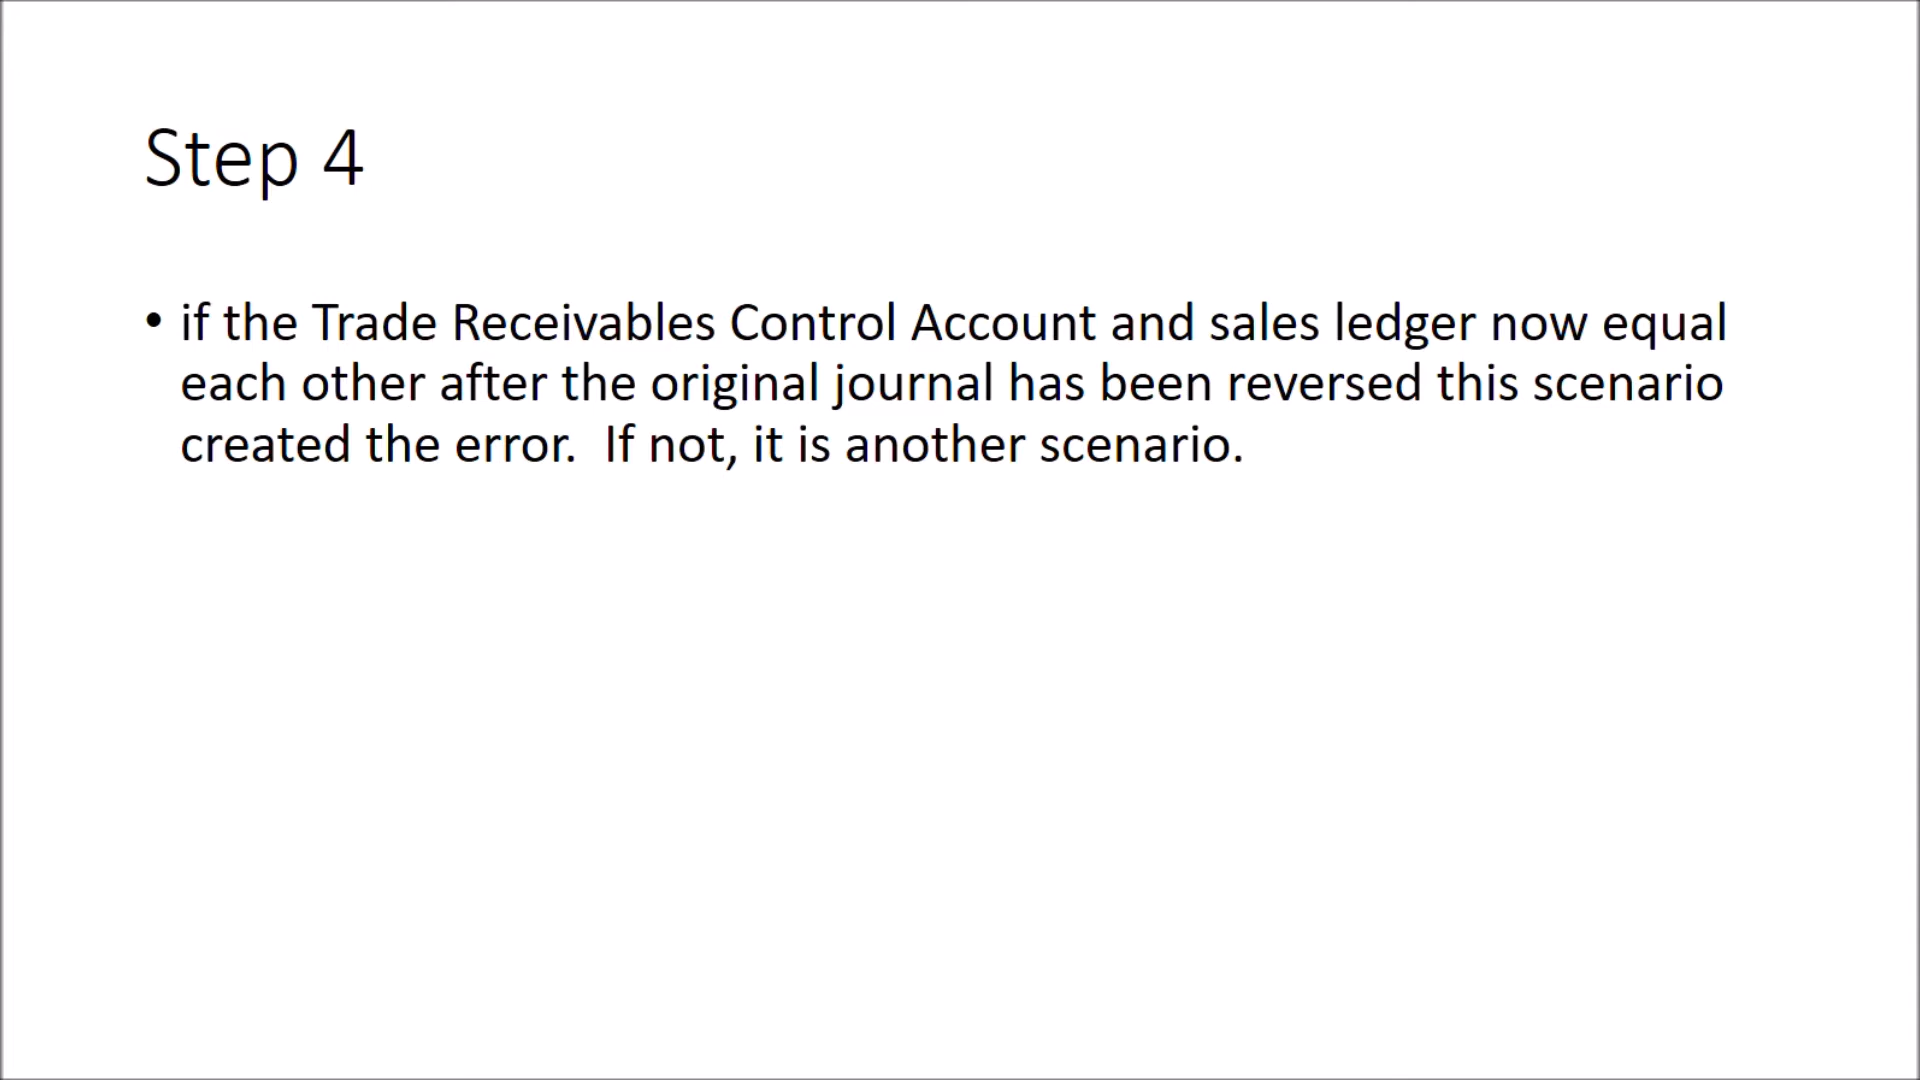 Step 4
• if the Trade Receivables Control Account and sales ledger now equal
each other after the original journal has been reversed this scenario
created the error.  If not, it is another scenario.